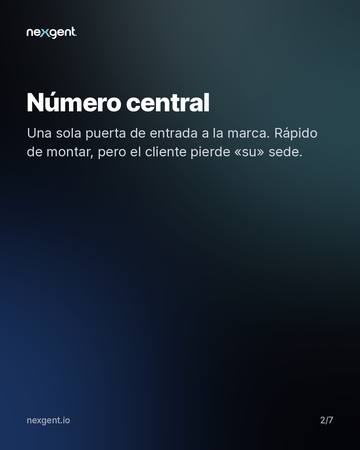 nexgent
Número central
Una sola puerta de entrada a la marca. Rápido
de montar, pero el cliente pierde «su» sede.
nexgent.io
2/7